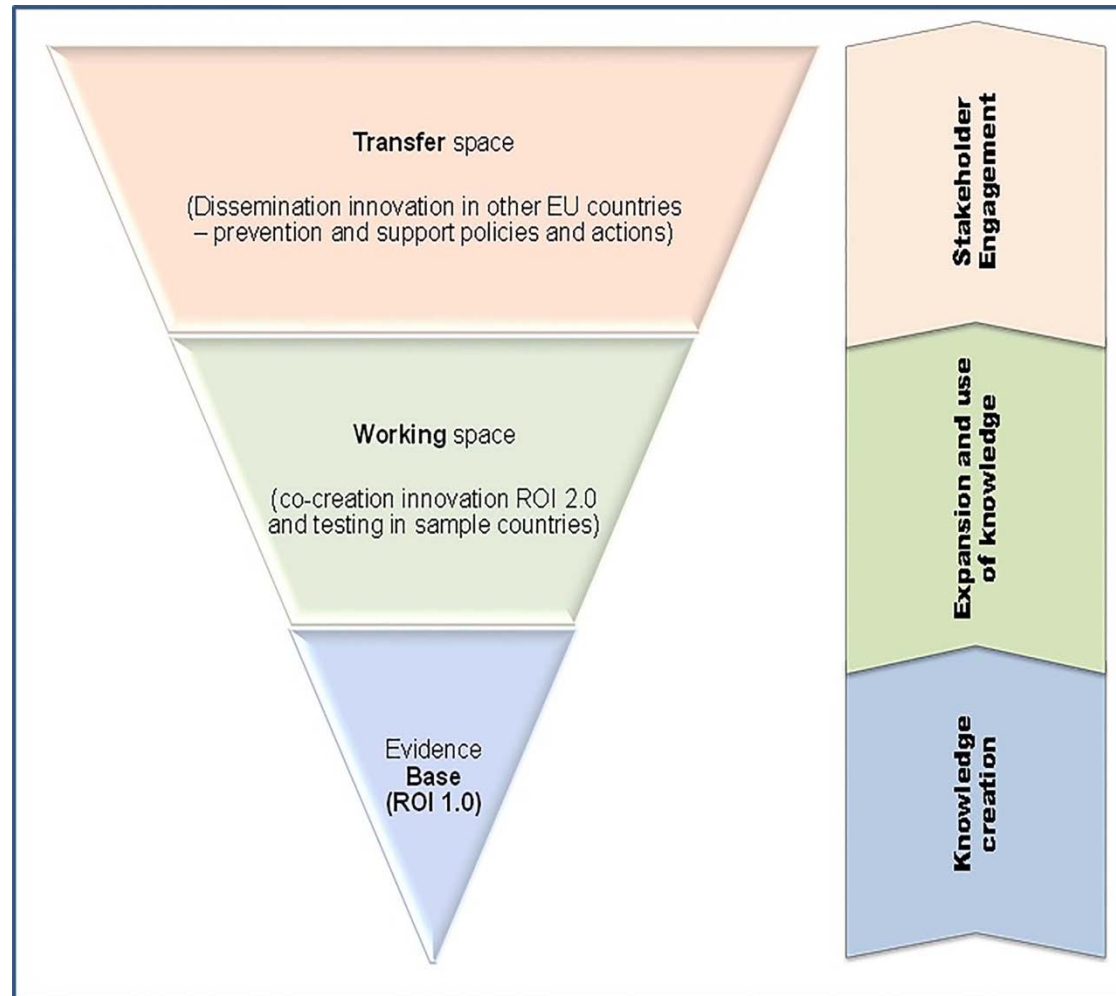 Transfer space
(Dissemination innovation in other EU countries
– prevention and support policies and actions)
Working space
(co-creation innovation ROI 2.0
and testing in sample countries)
Evidence
Base
(ROI 1.0)
Stakeholder
Engagement
Expansion and use
of knowledge
Knowledge
creation